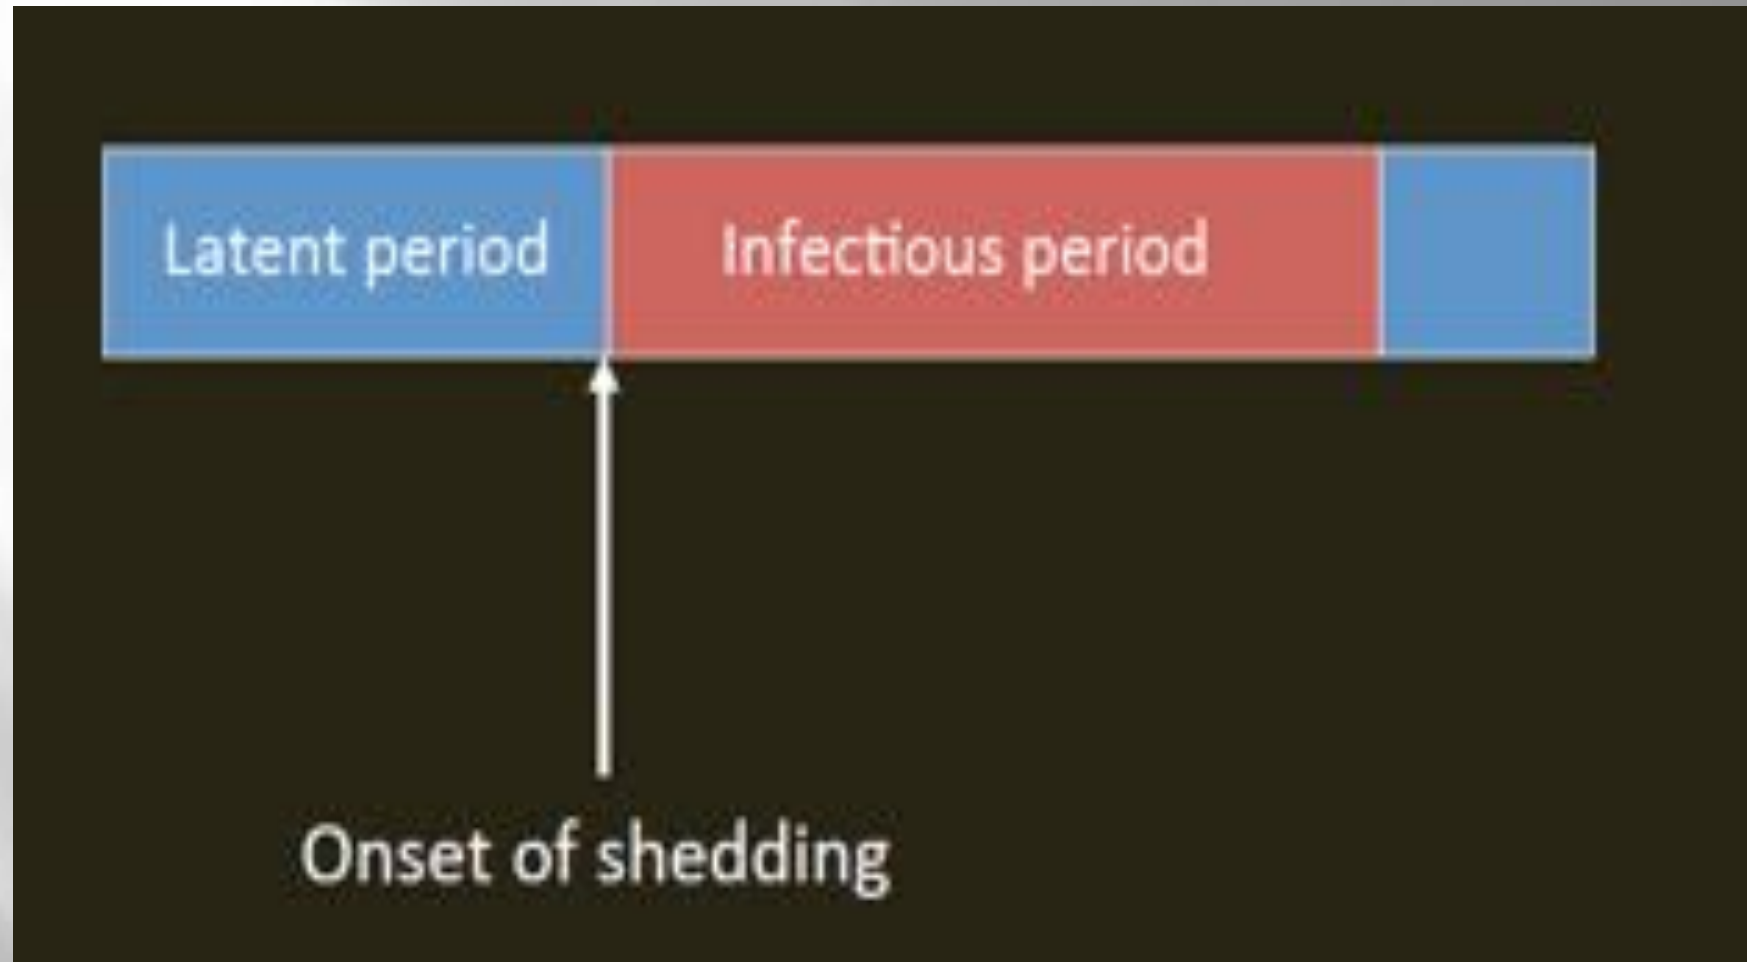 Latent period
Infectious period
Onset of shedding